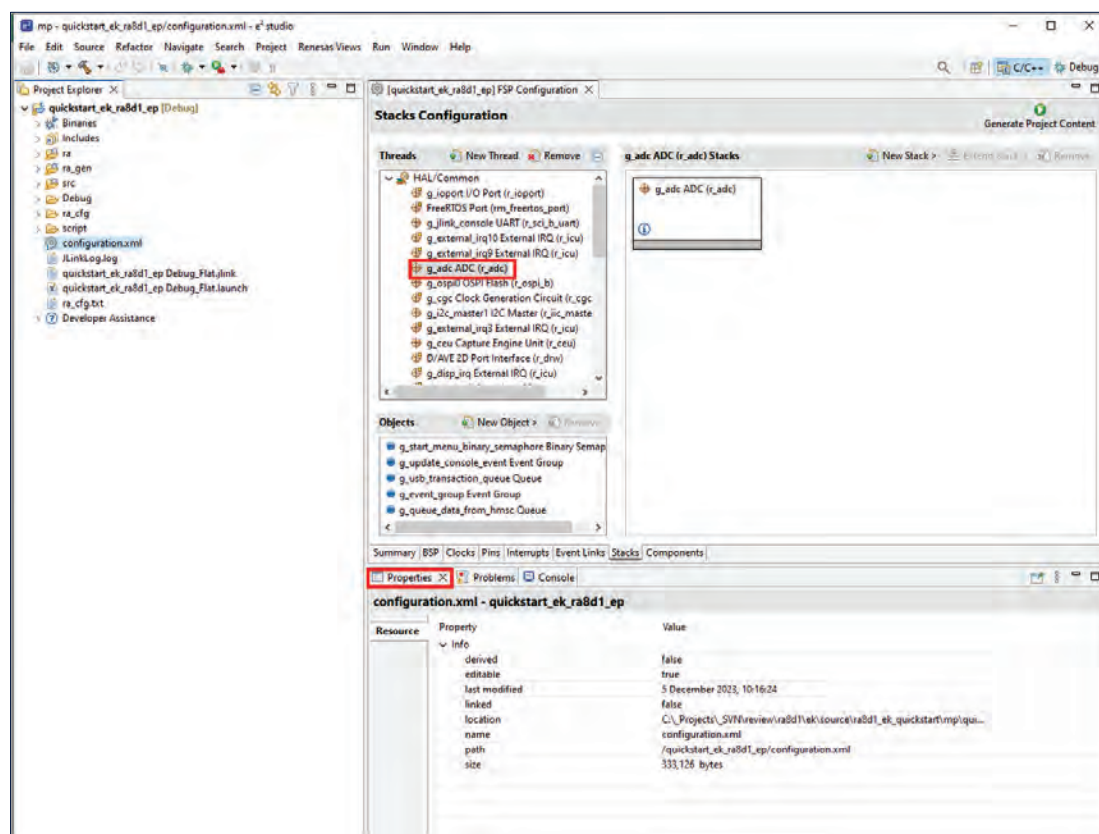 mp - quickstart_ek_ra8d1_ep/configuration.xml - e² studio
File Edit Source Refactor Navigate Search Project Renesas Views Run Window Help
C/C++ Debug
Project Explorer
quickstart_ek_ra8d1_ep [Debug]
Binaries
Includes
ra
ra_gen
src
Debug
ra_cfg
script
configuration.xml
JLinkLog.log
quickstart_ek_ra8d1_ep Debug_Flat.jlink
quickstart_ek_ra8d1_ep Debug_Flat.launch
ra_cfg.txt
Developer Assistance
[quickstart_ek_ra8d1_ep] FSP Configuration
Stacks Configuration
Generate Project Content
Threads New Thread Remove
HAL/Common
g_ioport I/O Port (r_ioport)
FreeRTOS Port (rm_freertos_port)
g_jlink_console UART (r_sci_b_uart)
g_external_irq10 External IRQ (r_icu)
g_external_irq9 External IRQ (r_icu)
g_adc ADC (r_adc)
g_ospi0 OSPI Flash (r_ospi_b)
g_cgc Clock Generation Circuit (r_cgc
g_i2c_master1 I2C Master (r_iic_maste
g_external_irq3 External IRQ (r_icu)
g_ceu Capture Engine Unit (r_ceu)
D/AVE 2D Port Interface (r_drw)
g_disp_irq External IRQ (r_icu)
g_adc ADC (r_adc) Stacks New Stack > Extend Stack > Remove
g_adc ADC (r_adc)
Objects New Object > Remove
g_start_menu_binary_semaphore Binary Semap
g_update_console_event Event Group
g_usb_transaction_queue Queue
g_event_group Event Group
g_queue_data_from_hmsc Queue
Summary BSP Clocks Pins Interrupts Event Links Stacks Components
Properties Problems Console
configuration.xml - quickstart_ek_ra8d1_ep
Resource
Property Value
Info
derived false
editable true
last modified 5 December 2023, 10:16:24
linked false
location C:\_Projects\_SVN\review\ra8d1\ek\source\ra8d1_ek_quickstart\mp\qui...
name configuration.xml
path /quickstart_ek_ra8d1_ep/configuration.xml
size 333,126 bytes